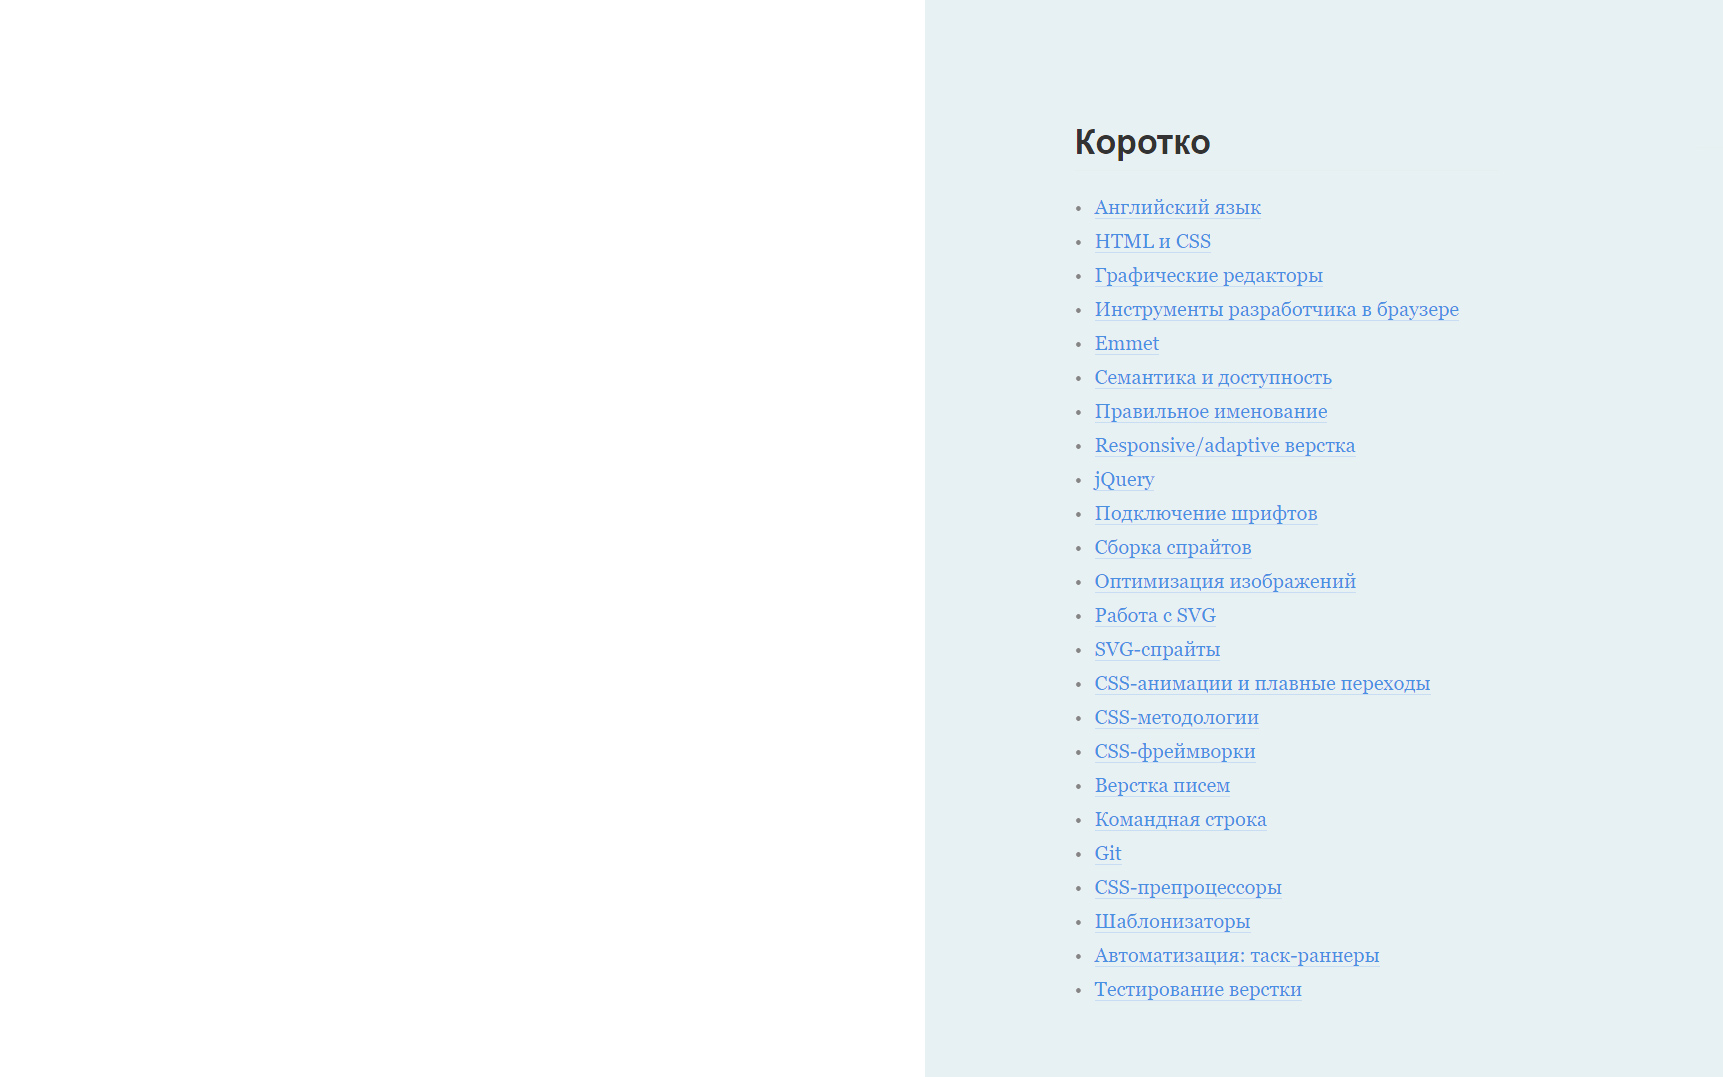 Коротко
• Английский язык
• HTML и CSS
• Графические редакторы
• Инструменты разработчика в браузере
• Emmet
• Семантика и доступность
• Правильное именование
• Responsive/adaptive верстка
• jQuery
• Подключение шрифтов
• Сборка спрайтов
• Оптимизация изображений
• Работа с SVG
• SVG-спрайты
• CSS-анимации и плавные переходы
• CSS-методологии
• CSS-фреймворки
• Верстка писем
• Командная строка
• Git
• CSS-препроцессоры
• Шаблонизаторы
• Автоматизация: таск-раннеры
• Тестирование верстки